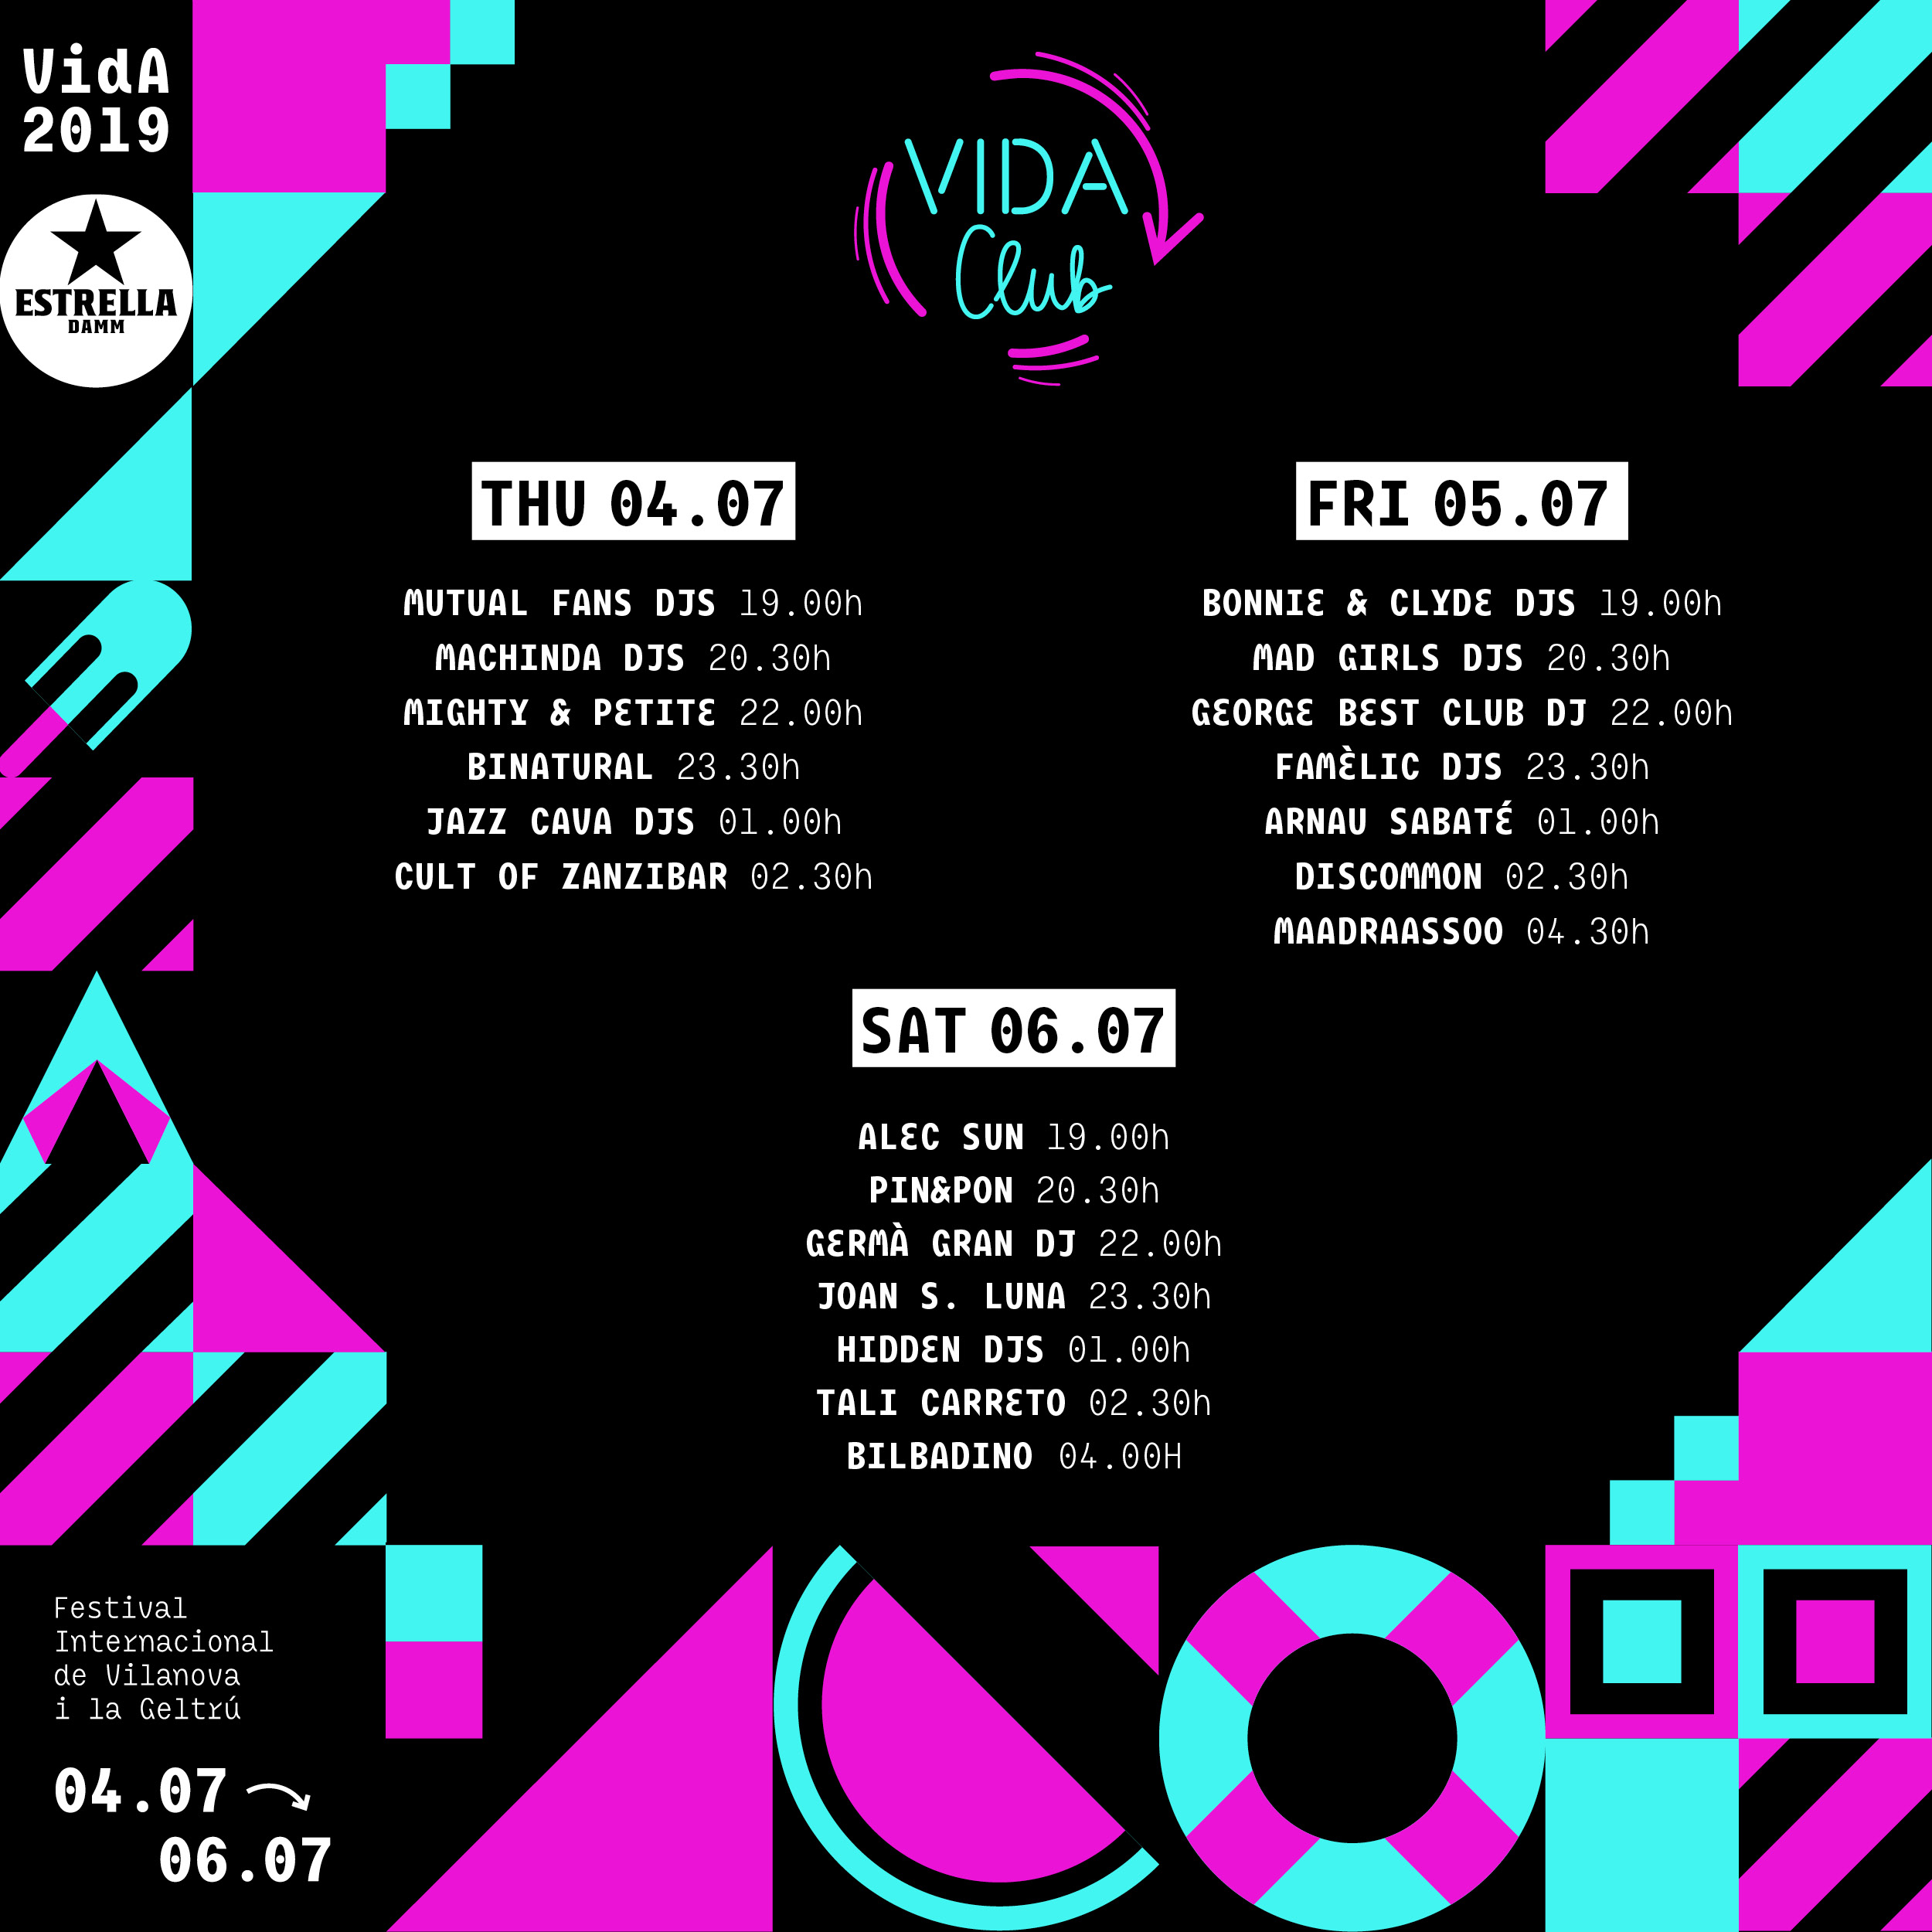 VidA
2019
ESTRELLA
DAMM
VIDA
Club
THU 04.07
MUTUAL FANS DJS 19.00h
MACHINDA DJS 20.30h
MIGHTY & PETITE 22.00h
BINATURAL 23.30h
JAZZ CAVA DJS 01.00h
CULT OF ZANZIBAR 02.30h
FRI 05.07
BONNIE & CLYDE DJS 19.00h
MAD GIRLS DJS 20.30h
GEORGE BEST CLUB DJ 22.00h
FAMÈLIC DJS 23.30h
ARNAU SABATÉ 01.00h
DISCOMMON 02.30h
MAADRAASSOO 04.30h
SAT 06.07
ALEC SUN 19.00h
PIN&PON 20.30h
GERMÀ GRAN DJ 22.00h
JOAN S. LUNA 23.30h
HIDDEN DJS 01.00h
TALI CARRETO 02.30h
BILBADINO 04.00H
Festival
Internacional
de Vilanova
i la Geltrú
04.07
06.07